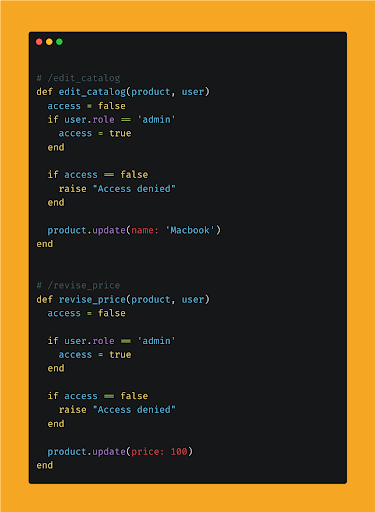 # /edit_catalog
def edit_catalog(product, user)
  access = false
  if user.role == 'admin'
    access = true
  end

  if access == false
    raise "Access denied"
  end

  product.update(name: 'Macbook')
end

# /revise_price
def revise_price(product, user)
  access = false

  if user.role == 'admin'
    access = true
  end

  if access == false
    raise "Access denied"
  end

  product.update(price: 100)
end